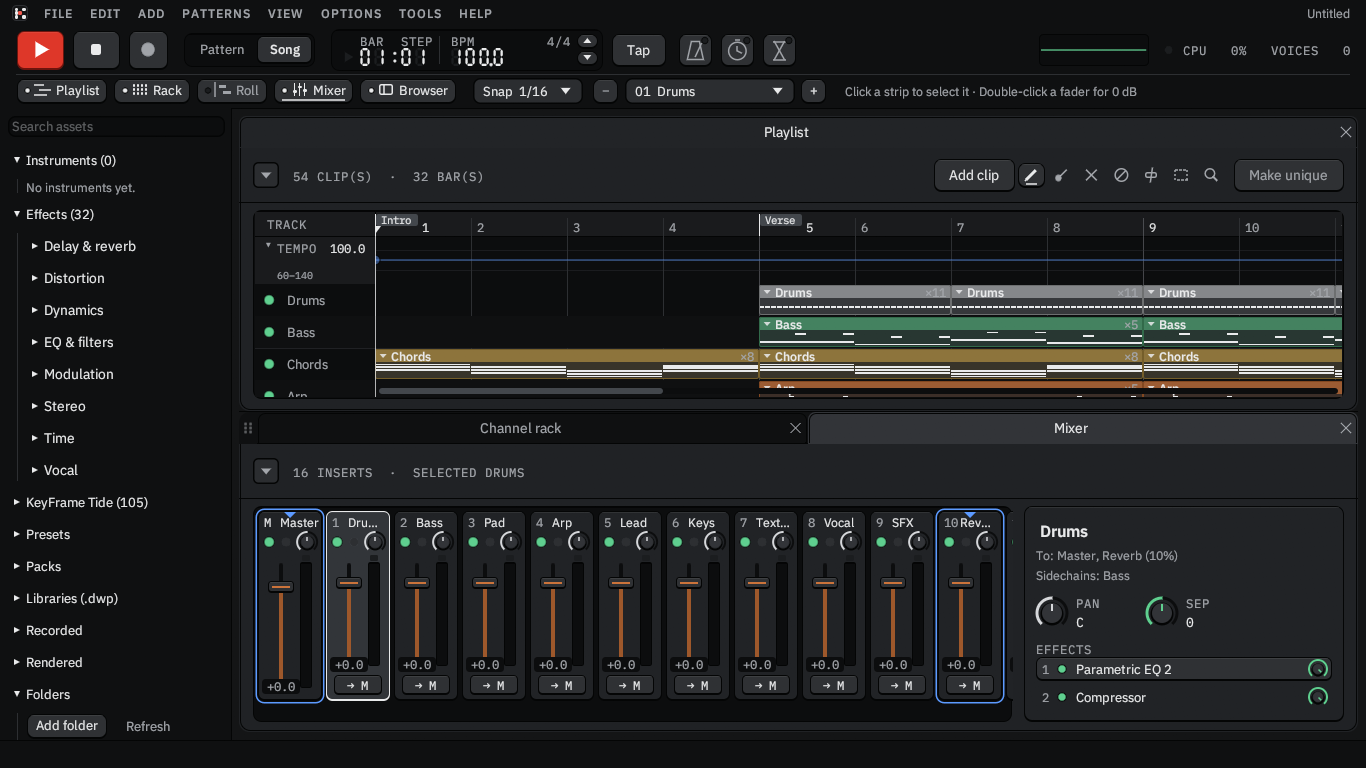 FILE EDIT ADD PATTERNS VIEW OPTIONS TOOLS HELP Untitled
Pattern Song
BAR STEP BPM 4/4
01:01 100.0
Tap
CPU 0% VOICES 0
Playlist Rack Roll Mixer Browser Snap 1/16 − 01 Drums + Click a strip to select it · Double-click a fader for 0 dB
Search assets
Instruments (0)
No instruments yet.
Effects (32)
Delay & reverb
Distortion
Dynamics
EQ & filters
Modulation
Stereo
Time
Vocal
KeyFrame Tide (105)
Presets
Packs
Libraries (.dwp)
Recorded
Rendered
Folders
Add folder Refresh
Playlist
54 CLIP(S) · 32 BAR(S)
Add clip Make unique
TRACK Intro 1 2 3 4 Verse 5 6 7 8 9 10
TEMPO 100.0
60–140
Drums Drums ×11 Drums ×11 Drums ×11
Bass Bass ×5 Bass
Chords Chords ×8 Chords ×8 Chords
Arp Arp ×5 Arp
Channel rack Mixer
16 INSERTS · SELECTED DRUMS
M Master 1 Dru... 2 Bass 3 Pad 4 Arp 5 Lead 6 Keys 7 Text... 8 Vocal 9 SFX 10 Rev...
+0.0 +0.0 +0.0 +0.0 +0.0 +0.0 +0.0 +0.0 +0.0 +0.0
+0.0 → M → M → M → M → M → M → M → M → M → M
Drums
To: Master, Reverb (10%)
Sidechains: Bass
PAN SEP
C 0
EFFECTS
1 Parametric EQ 2
2 Compressor